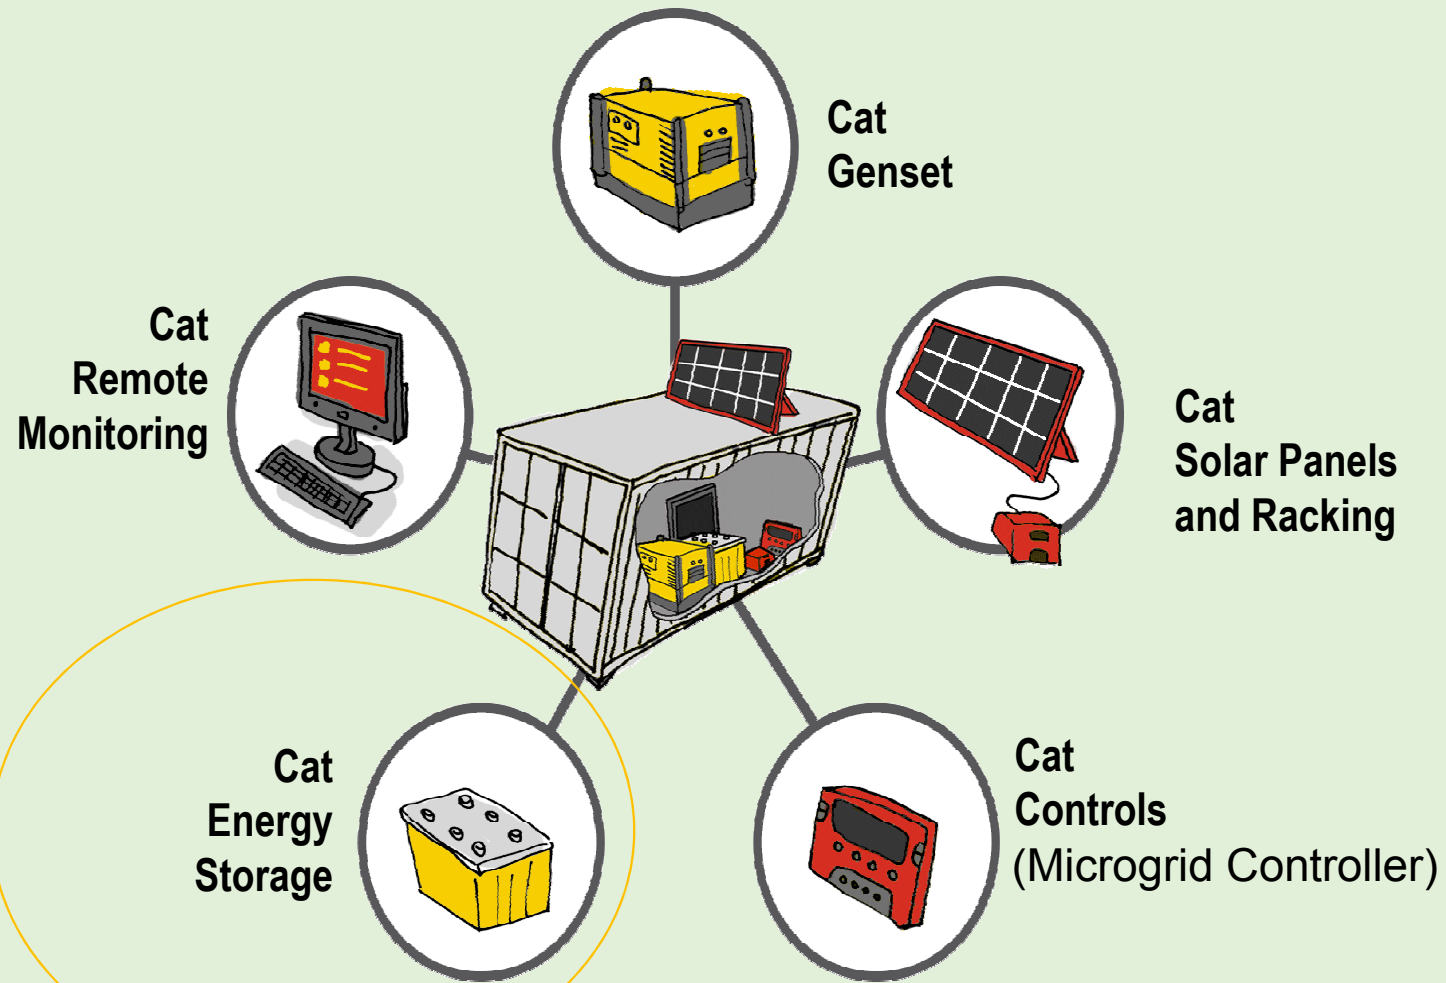 Cat
Genset
Cat
Remote
Monitoring
Cat
Solar Panels
and Racking
Cat
Energy
Storage
Cat
Controls
(Microgrid Controller)